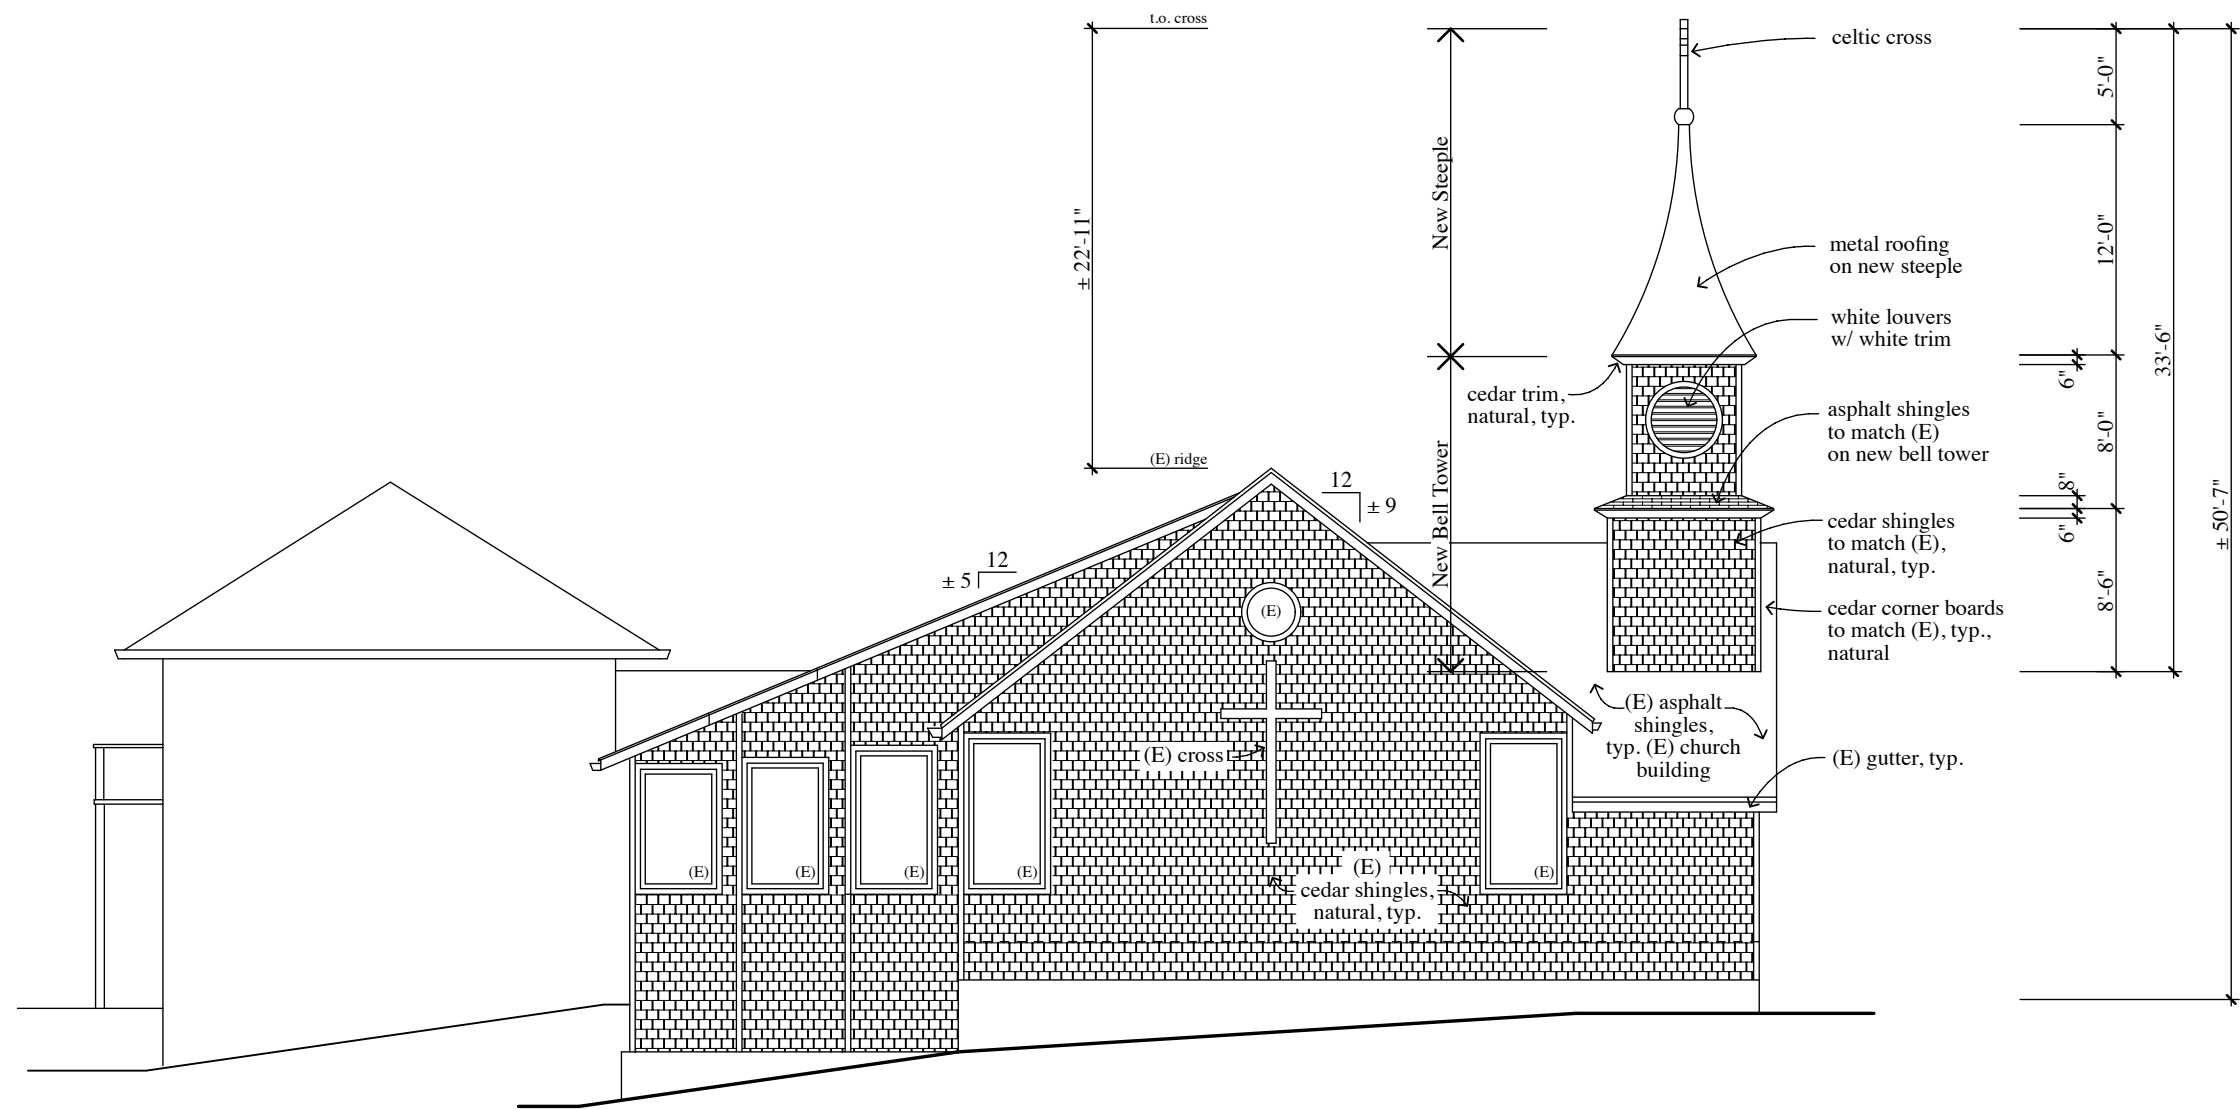 t.o. cross
± 22'-11"
(E) ridge
New Steeple
New Bell Tower
celtic cross
metal roofing
on new steeple
white louvers
w/ white trim
cedar trim,
natural, typ.
asphalt shingles
to match (E)
on new bell tower
cedar shingles
to match (E),
natural, typ.
cedar corner boards
to match (E), typ.,
natural
(E) asphalt
shingles,
typ. (E) church
building
(E) gutter, typ.
12
± 9
12
± 5
(E)
(E) cross
(E)
(E)
(E)
(E)
(E)
(E)
cedar shingles,
natural, typ.
5'-0"
12'-0"
6"
8'-0"
8"
6"
8'-6"
33'-6"
± 50'-7"